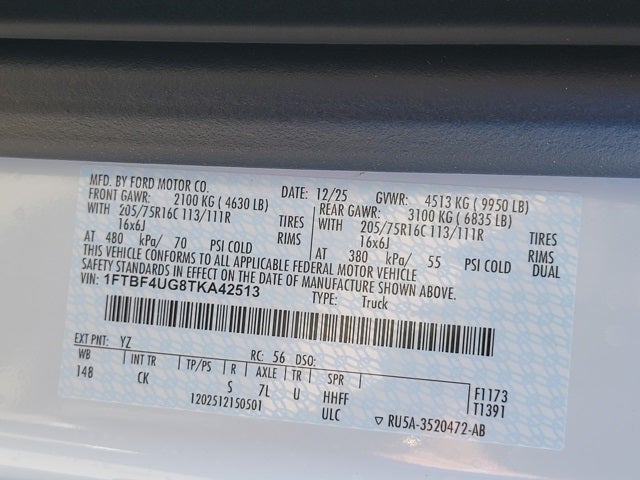 MFD. BY FORD MOTOR CO. DATE: 12/25 GVWR: 4513 KG ( 9950 LB)
FRONT GAWR: 2100 KG ( 4630 LB) REAR GAWR: 3100 KG ( 6835 LB)
WITH 205/75R16C 113/111R TIRES WITH 205/75R16C 113/111R TIRES
16x6J RIMS 16x6J RIMS
AT 480 kPa/ 70 PSI COLD AT 380 kPa/ 55 PSI COLD DUAL
THIS VEHICLE CONFORMS TO ALL APPLICABLE FEDERAL MOTOR VEHICLE
SAFETY STANDARDS IN EFFECT ON THE DATE OF MANUFACTURE SHOWN ABOVE.
VIN: 1FTBF4UG8TKA42513 TYPE: Truck
EXT PNT: YZ RC: 56 DSO:
WB INT TR TP/PS R AXLE TR SPR F1173
148 CK S 7L U HHFF T1391
1202512150501 ULC RU5A-3520472-AB